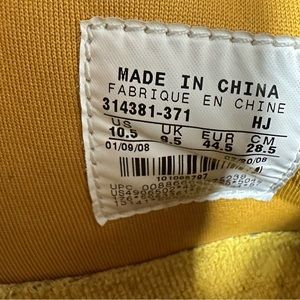 MADE IN CHINA
FABRIQUE EN CHINE
314381-371 HJ
US UK EUR CM
10.5 9.5 44.5 28.5
01/09/08